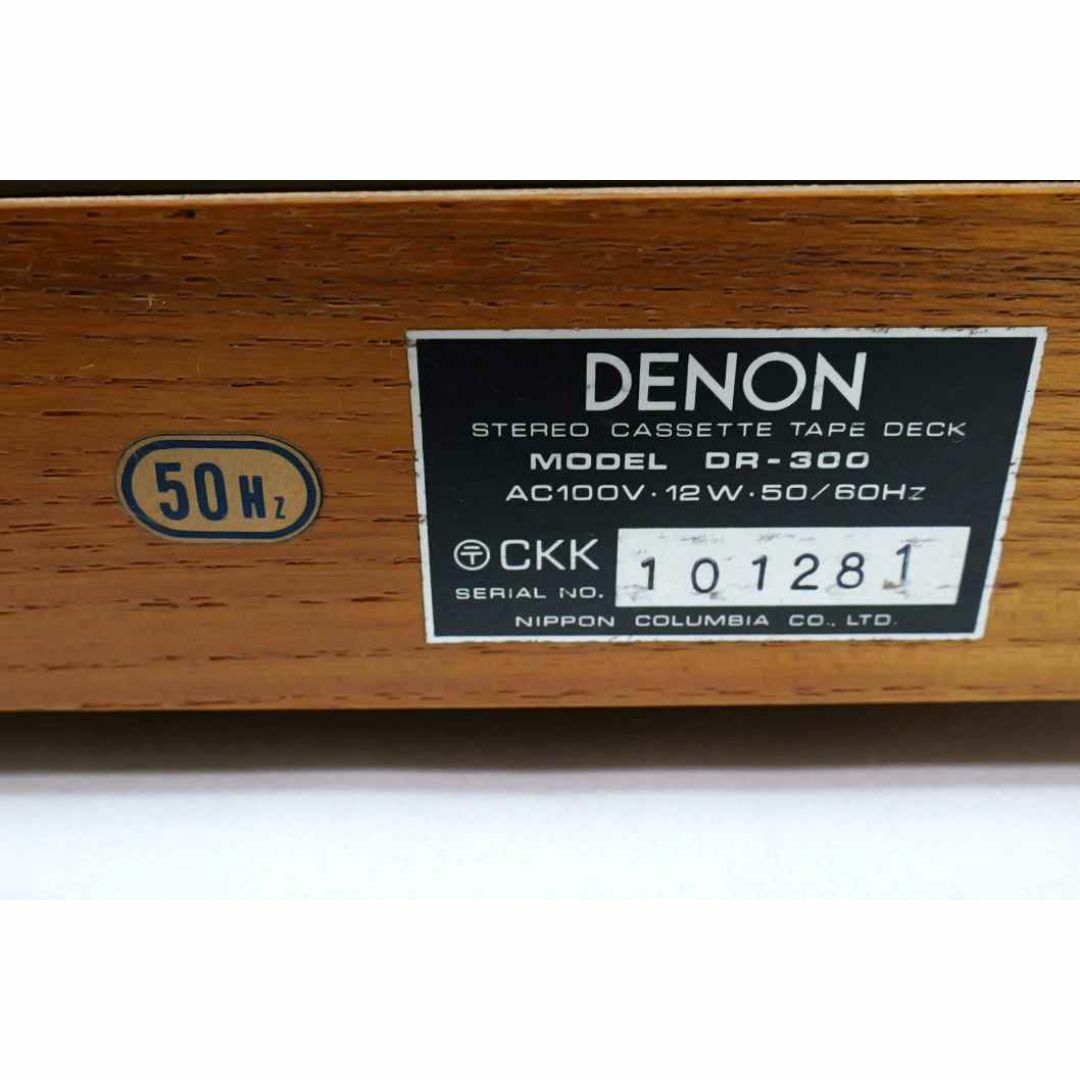 50Hz
DENON
STEREO CASSETTE TAPE DECK
MODEL DR-300
AC100V·12W·50/60Hz
〶CKK
SERIAL NO. 101281
NIPPON COLUMBIA CO., LTD.